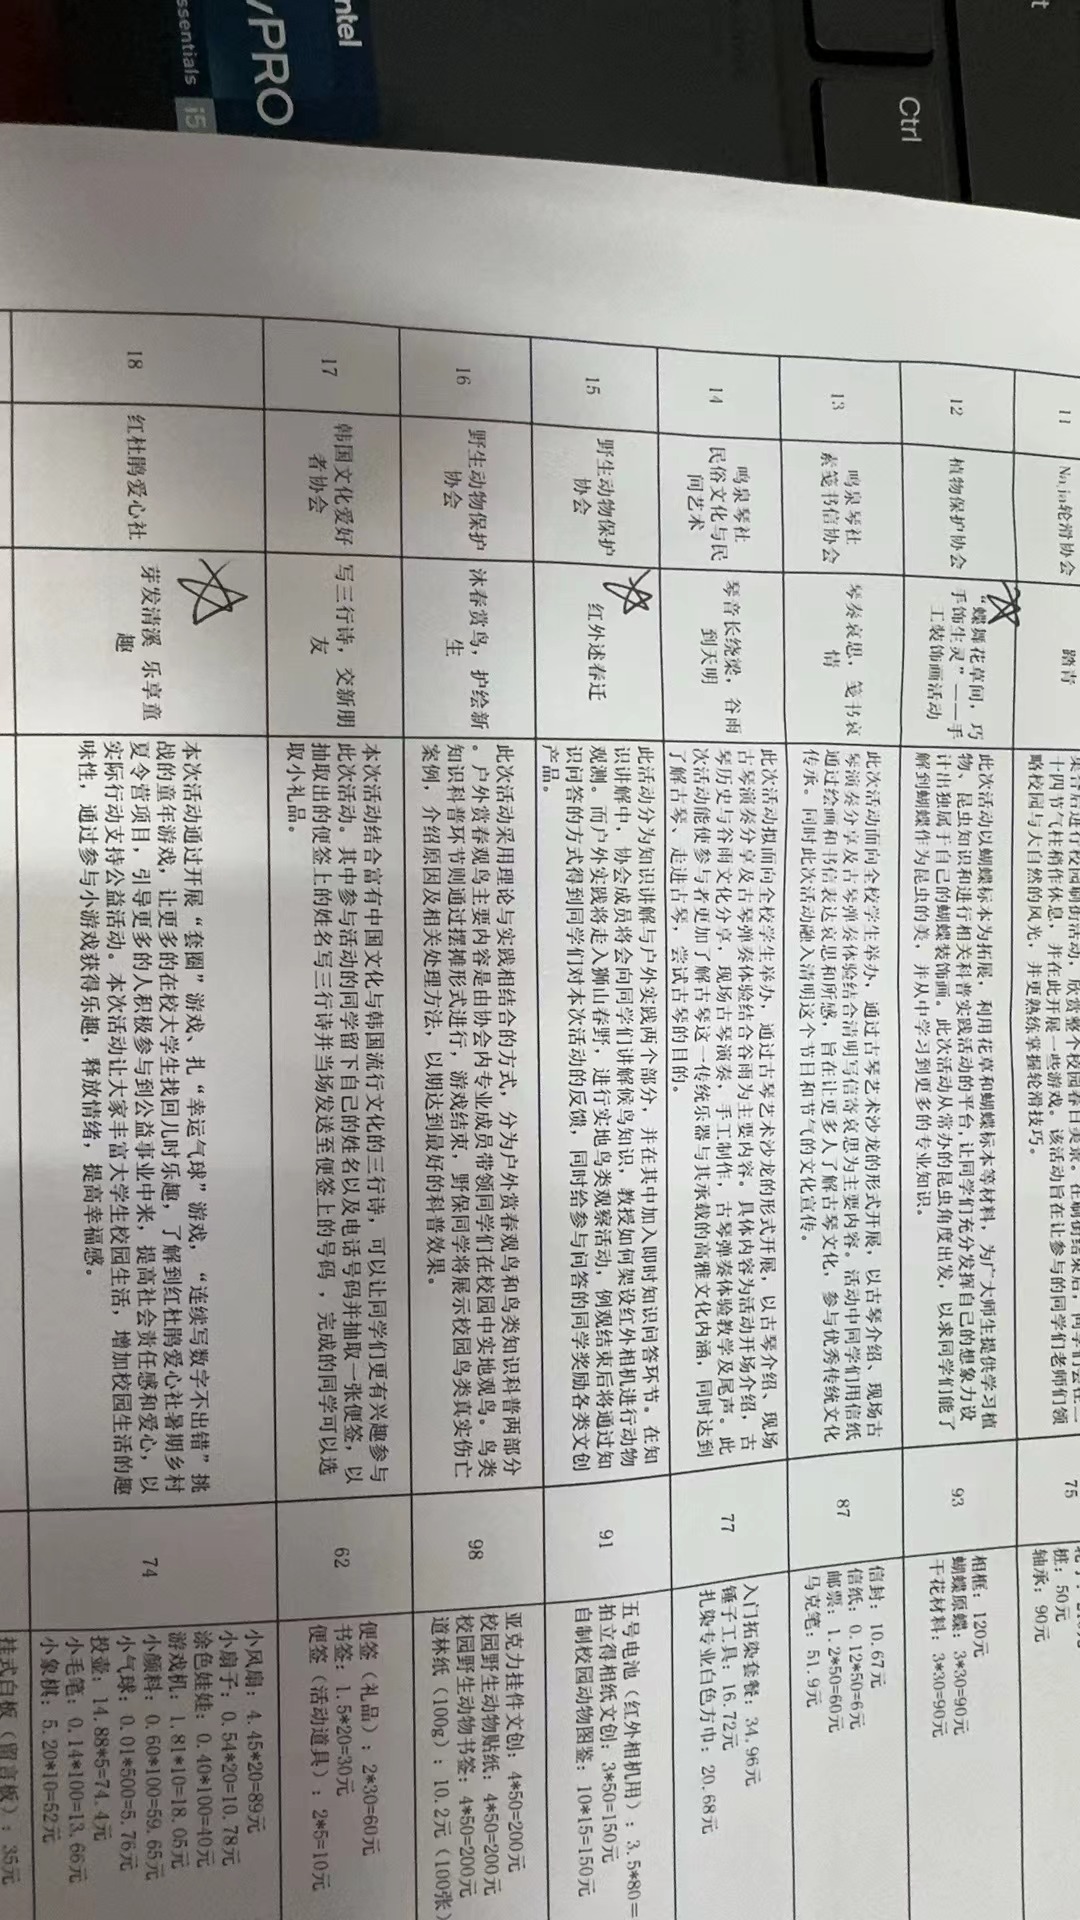 Ctrl
intel
vPRO
ssentials i5
11
Naja轮滑协会
踏青
集合后进行校园刷街活动，欣赏整个校园春日美景。在刷街结束后，同学们会在二
十四节气柱稍作休息，并在此开展一些游戏。该活动旨在让参与的同学们老师们领
略校园与大自然的风光，并更熟练掌握轮滑技巧。
75
桩：50元
轴承：90元
12
植物保护协会
“蝶舞花草间，巧
手饰生灵”——手
工装饰画活动
此次活动以蝴蝶标本为拓展，利用花草和蝴蝶标本等材料，为广大师生提供学习植
物、昆虫知识和进行相关科普实践活动的平台,让同学们充分发挥自己的想象力设
计出独属于自己的蝴蝶装饰画。此次活动从常办的昆虫角度出发，以求同学们能了
解到蝴蝶作为昆虫的美，并从中学习到更多的专业知识。
93
相框：120元
蝴蝶原蝶：3*30=90元
干花材料：3*30=90元
13
鸣泉琴社
素笺书信协会
琴奏哀思，笺书哀
情
此次活动面向全校学生举办，通过古琴艺术沙龙的形式开展，以古琴介绍、现场古
琴演奏分享及古琴弹奏体验结合清明写信寄哀思为主要内容。活动中同学们用信纸
通过绘画和书信表达哀思和所感，旨在让更多人了解古琴文化，参与优秀传统文化
传承。同时此次活动融入清明这个节日和节气的文化宣传。
87
信封：10.67元
信纸：0.12*50=6元
邮票：1.2*50=60元
马克笔：51.9元
14
鸣泉琴社
民俗文化与民
间艺术
琴音长绕梁，谷雨
到天明
此次活动拟面向全校学生举办，通过古琴艺术沙龙的形式开展，以古琴介绍、现场
古琴演奏分享及古琴弹奏体验结合谷雨为主要内容。具体内容为活动开场介绍，古
琴历史与谷雨文化分享，现场古琴演奏，手工制作，古琴弹奏体验教学及尾声。此
次活动能使参与者更加了解古琴这一传统乐器与其承载的高雅文化内涵，同时达到
了解古琴、走进古琴，尝试古琴的目的。
77
入门拓染套餐：34.96元
锤子工具：16.72元
扎染专业白色方巾：20.68元
15
野生动物保护
协会
红外述春迁
此活动分为知识讲解与户外实践两个部分，并在其中加入即时知识问答环节。在知
识讲解中，协会成员将会向同学们讲解候鸟知识，教授如何架设红外相机进行动物
观测。而户外实践将走入狮山春野，进行实地鸟类观察活动，例观结束后将通过知
识问答的方式得到同学们对本次活动的反馈，同时给参与问答的同学奖励各类文创
产品。
91
五号电池（红外相机用）：3.5*80=
拍立得相纸文创：3*50=150元
自制校园动物图鉴：10*15=150元
16
野生动物保护
协会
沐春赏鸟，护绘新
生
此次活动采用理论与实践相结合的方式，分为户外赏春观鸟和鸟类知识科普两部分
。户外赏春观鸟主要内容是由协会内专业成员带领同学们在校园中实地观鸟。鸟类
知识科普环节则通过摆摊形式进行，游戏结束，野保同学将展示校园鸟类真实伤亡
案例，介绍原因及相关处理方法，以期达到最好的科普效果。
98
亚克力挂件文创：4*50=200元
校园野生动物贴纸：4*50=200元
校园野生动物书签：4*50=200元
道林纸（100g）：10.2元（100张）
17
韩国文化爱好
者协会
写三行诗，交新朋
友
本次活动结合富有中国文化与韩国流行文化的三行诗，可以让同学们更有兴趣参与
此次活动。其中参与活动的同学留下自己的姓名以及电话号码并抽取一张便签，以
抽取出的便签上的姓名写三行诗并当场发送至便签上的号码 ，完成的同学可以选
取小礼品。
62
便签（礼品）：2*30=60元
书签：1.5*20=30元
便签（活动道具）：2*5=10元
18
红杜鹃爱心社
芽发清溪 乐享童
趣
本次活动通过开展“套圈”游戏、扎“幸运气球”游戏，“连续写数字不出错”挑
战的童年游戏，让更多的在校大学生找回儿时乐趣，了解到红杜鹃爱心社暑期乡村
夏令营项目，引导更多的人积极参与到公益事业中来，提高社会责任感和爱心，以
实际行动支持公益活动。本次活动让大家丰富大学生校园生活，增加校园生活的趣
味性，通过参与小游戏获得乐趣，释放情绪，提高幸福感。
74
小风扇：4.45*20=89元
小扇子：0.54*20=10.78元
涂色娃娃：0.40*100=40元
游戏机：1.81*10=18.05元
小颜料：0.60*100=59.65元
小气球：0.01*500=5.76元
投壶：14.88*5=74.4元
小毛笔：0.14*100=13.66元
小象棋：5.20*10=52元
挂式白板（留言板）：35元